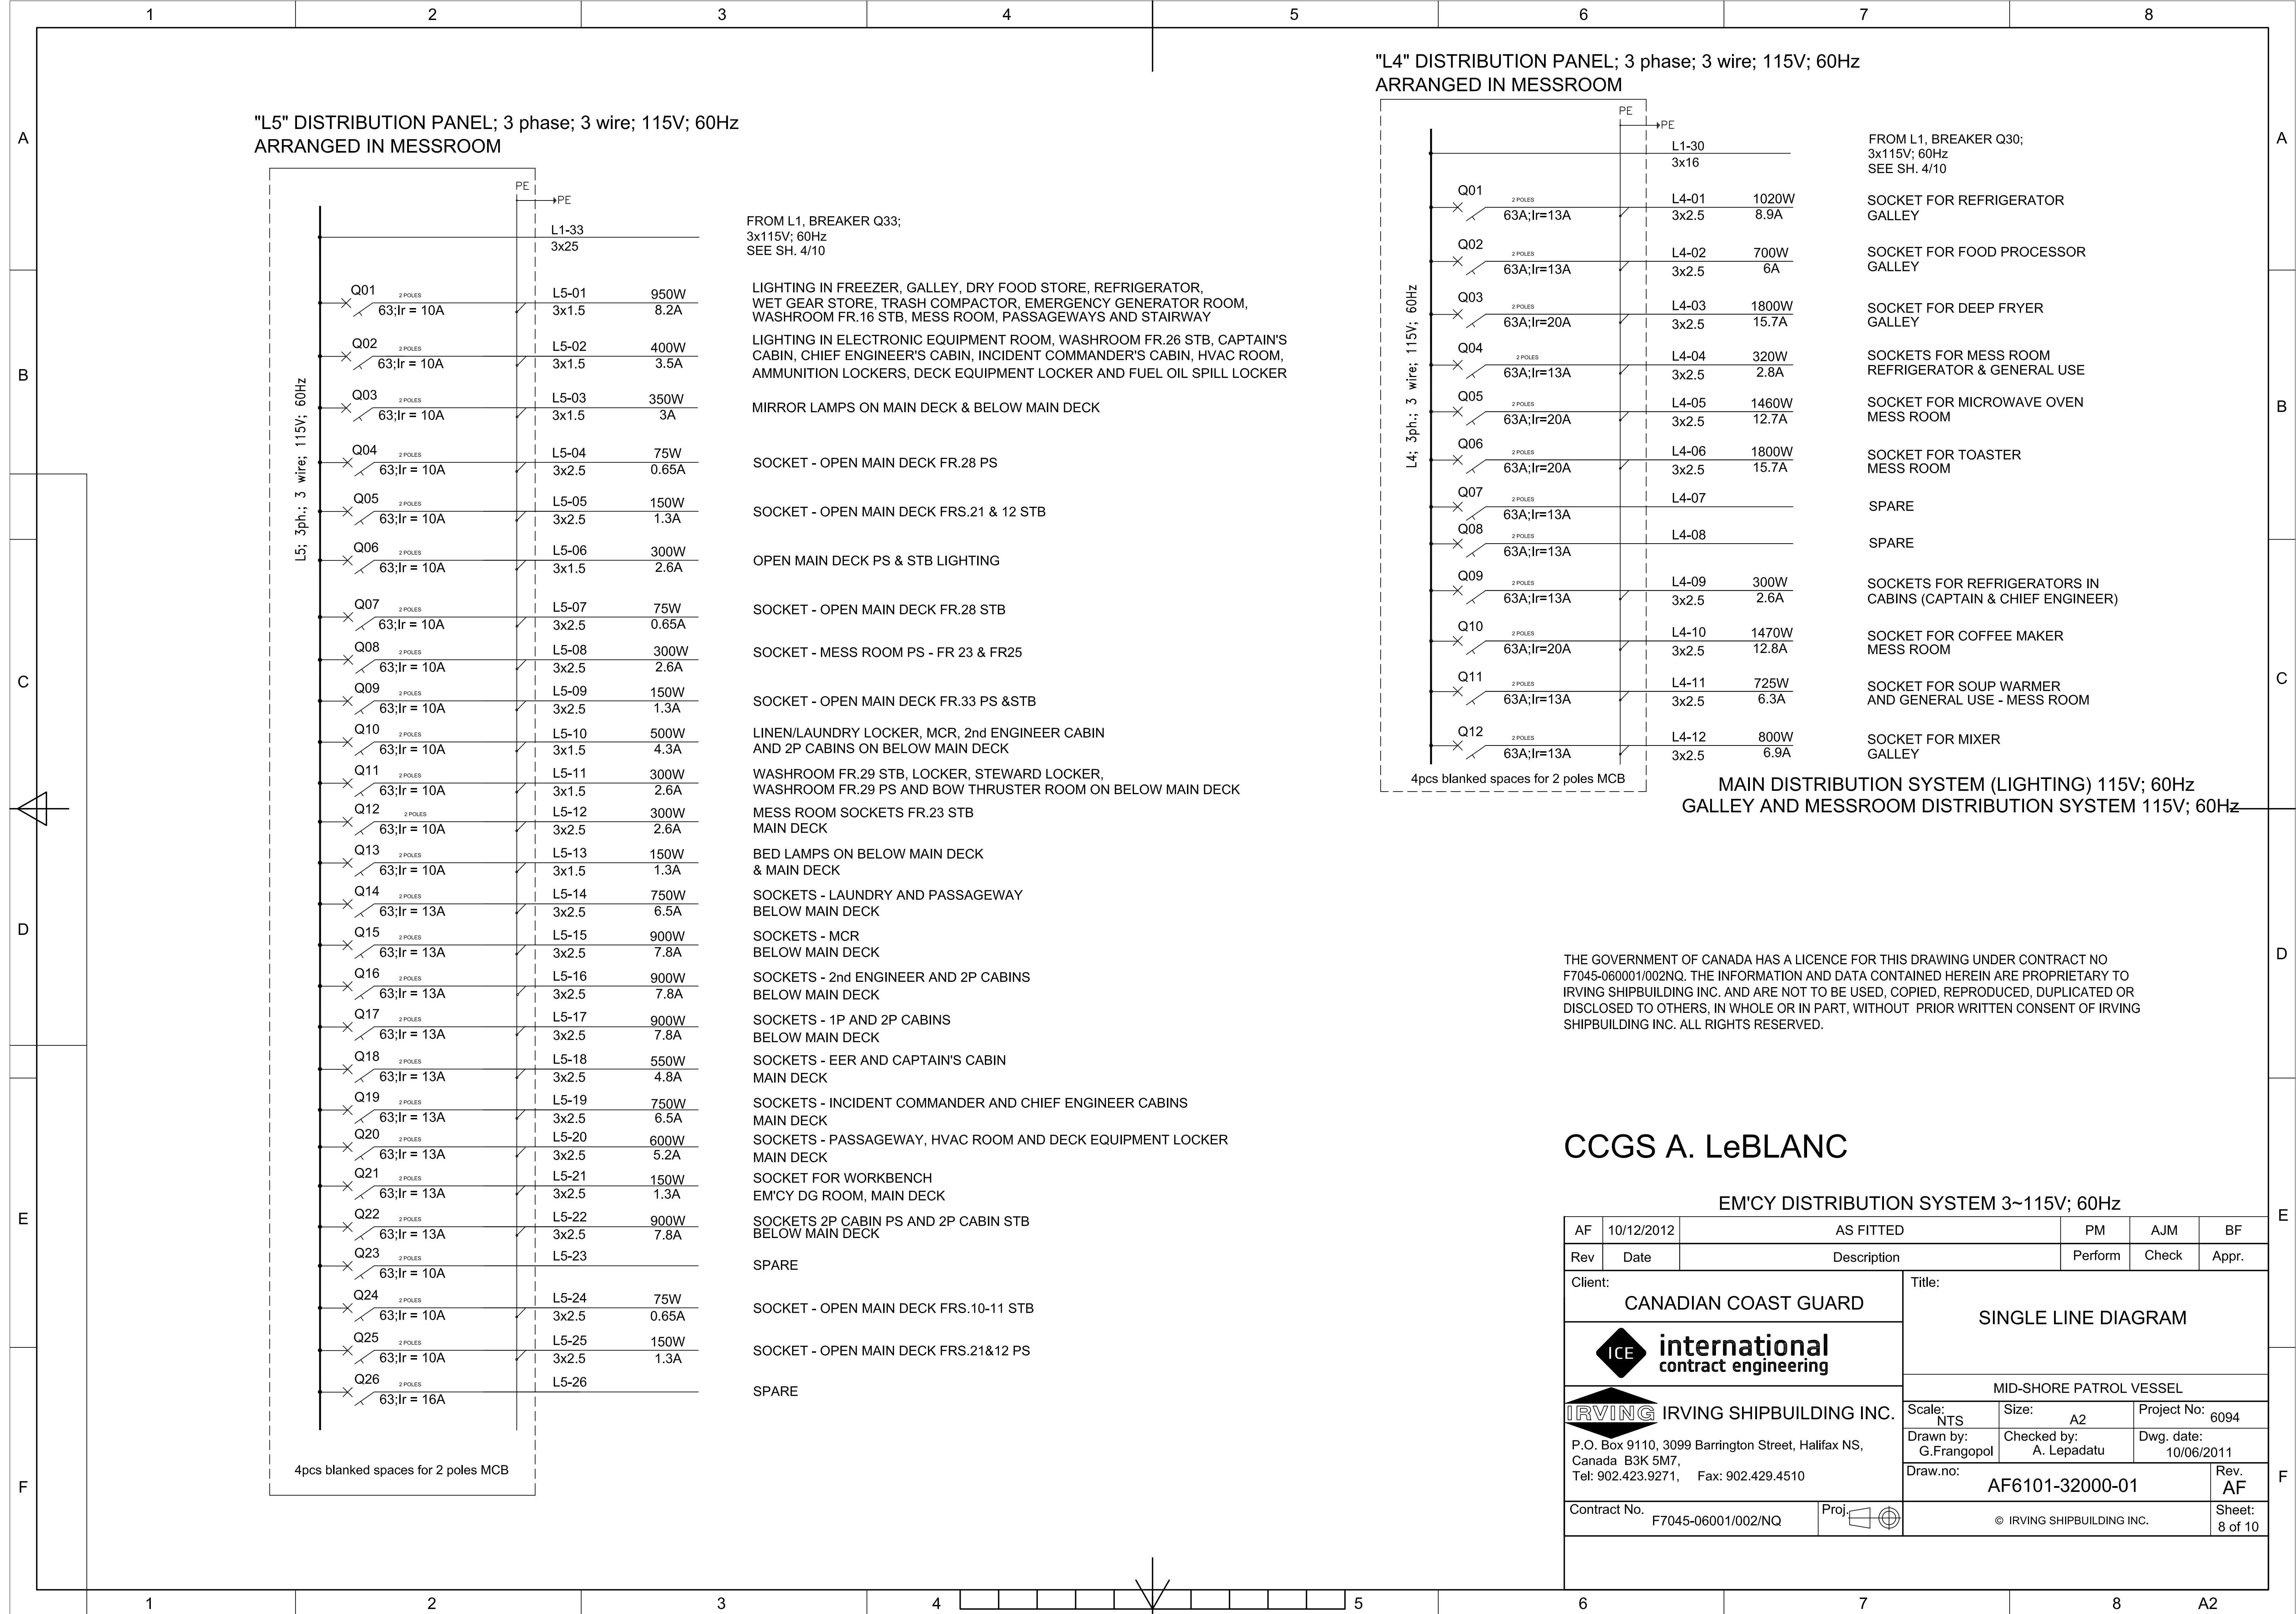 1 2 3 4 5 6 7 8
A
B
C
D
E
F
"L5" DISTRIBUTION PANEL; 3 phase; 3 wire; 115V; 60Hz
ARRANGED IN MESSROOM
PE
PE
L5; 3ph.; 3 wire; 115V; 60Hz
L1-33
3x25
FROM L1, BREAKER Q33;
3x115V; 60Hz
SEE SH. 4/10
Q01 2 POLES L5-01 950W
63;Ir = 10A 3x1.5 8.2A
LIGHTING IN FREEZER, GALLEY, DRY FOOD STORE, REFRIGERATOR,
WET GEAR STORE, TRASH COMPACTOR, EMERGENCY GENERATOR ROOM,
WASHROOM FR.16 STB, MESS ROOM, PASSAGEWAYS AND STAIRWAY
Q02 2 POLES L5-02 400W
63;Ir = 10A 3x1.5 3.5A
LIGHTING IN ELECTRONIC EQUIPMENT ROOM, WASHROOM FR.26 STB, CAPTAIN'S
CABIN, CHIEF ENGINEER'S CABIN, INCIDENT COMMANDER'S CABIN, HVAC ROOM,
AMMUNITION LOCKERS, DECK EQUIPMENT LOCKER AND FUEL OIL SPILL LOCKER
Q03 2 POLES L5-03 350W
63;Ir = 10A 3x1.5 3A
MIRROR LAMPS ON MAIN DECK & BELOW MAIN DECK
Q04 2 POLES L5-04 75W
63;Ir = 10A 3x2.5 0.65A
SOCKET - OPEN MAIN DECK FR.28 PS
Q05 2 POLES L5-05 150W
63;Ir = 10A 3x2.5 1.3A
SOCKET - OPEN MAIN DECK FRS.21 & 12 STB
Q06 2 POLES L5-06 300W
63;Ir = 10A 3x1.5 2.6A
OPEN MAIN DECK PS & STB LIGHTING
Q07 2 POLES L5-07 75W
63;Ir = 10A 3x2.5 0.65A
SOCKET - OPEN MAIN DECK FR.28 STB
Q08 2 POLES L5-08 300W
63;Ir = 10A 3x2.5 2.6A
SOCKET - MESS ROOM PS - FR 23 & FR25
Q09 2 POLES L5-09 150W
63;Ir = 10A 3x2.5 1.3A
SOCKET - OPEN MAIN DECK FR.33 PS &STB
Q10 2 POLES L5-10 500W
63;Ir = 10A 3x1.5 4.3A
LINEN/LAUNDRY LOCKER, MCR, 2nd ENGINEER CABIN
AND 2P CABINS ON BELOW MAIN DECK
Q11 2 POLES L5-11 300W
63;Ir = 10A 3x1.5 2.6A
WASHROOM FR.29 STB, LOCKER, STEWARD LOCKER,
WASHROOM FR.29 PS AND BOW THRUSTER ROOM ON BELOW MAIN DECK
Q12 2 POLES L5-12 300W
63;Ir = 10A 3x2.5 2.6A
MESS ROOM SOCKETS FR.23 STB
MAIN DECK
Q13 2 POLES L5-13 150W
63;Ir = 10A 3x1.5 1.3A
BED LAMPS ON BELOW MAIN DECK
& MAIN DECK
Q14 2 POLES L5-14 750W
63;Ir = 13A 3x2.5 6.5A
SOCKETS - LAUNDRY AND PASSAGEWAY
BELOW MAIN DECK
Q15 2 POLES L5-15 900W
63;Ir = 13A 3x2.5 7.8A
SOCKETS - MCR
BELOW MAIN DECK
Q16 2 POLES L5-16 900W
63;Ir = 13A 3x2.5 7.8A
SOCKETS - 2nd ENGINEER AND 2P CABINS
BELOW MAIN DECK
Q17 2 POLES L5-17 900W
63;Ir = 13A 3x2.5 7.8A
SOCKETS - 1P AND 2P CABINS
BELOW MAIN DECK
Q18 2 POLES L5-18 550W
63;Ir = 13A 3x2.5 4.8A
SOCKETS - EER AND CAPTAIN'S CABIN
MAIN DECK
Q19 2 POLES L5-19 750W
63;Ir = 13A 3x2.5 6.5A
SOCKETS - INCIDENT COMMANDER AND CHIEF ENGINEER CABINS
MAIN DECK
Q20 2 POLES L5-20 600W
63;Ir = 13A 3x2.5 5.2A
SOCKETS - PASSAGEWAY, HVAC ROOM AND DECK EQUIPMENT LOCKER
MAIN DECK
Q21 2 POLES L5-21 150W
63;Ir = 13A 3x2.5 1.3A
SOCKET FOR WORKBENCH
EM'CY DG ROOM, MAIN DECK
Q22 2 POLES L5-22 900W
63;Ir = 13A 3x2.5 7.8A
SOCKETS 2P CABIN PS AND 2P CABIN STB
BELOW MAIN DECK
Q23 2 POLES L5-23
63;Ir = 10A
SPARE
Q24 2 POLES L5-24 75W
63;Ir = 10A 3x2.5 0.65A
SOCKET - OPEN MAIN DECK FRS.10-11 STB
Q25 2 POLES L5-25 150W
63;Ir = 10A 3x2.5 1.3A
SOCKET - OPEN MAIN DECK FRS.21&12 PS
Q26 2 POLES L5-26
63;Ir = 16A
SPARE
4pcs blanked spaces for 2 poles MCB
"L4" DISTRIBUTION PANEL; 3 phase; 3 wire; 115V; 60Hz
ARRANGED IN MESSROOM
PE
PE
L4; 3ph.; 3 wire; 115V; 60Hz
L1-30
3x16
FROM L1, BREAKER Q30;
3x115V; 60Hz
SEE SH. 4/10
Q01 2 POLES L4-01 1020W
63A;Ir=13A 3x2.5 8.9A
SOCKET FOR REFRIGERATOR
GALLEY
Q02 2 POLES L4-02 700W
63A;Ir=13A 3x2.5 6A
SOCKET FOR FOOD PROCESSOR
GALLEY
Q03 2 POLES L4-03 1800W
63A;Ir=20A 3x2.5 15.7A
SOCKET FOR DEEP FRYER
GALLEY
Q04 2 POLES L4-04 320W
63A;Ir=13A 3x2.5 2.8A
SOCKETS FOR MESS ROOM
REFRIGERATOR & GENERAL USE
Q05 2 POLES L4-05 1460W
63A;Ir=20A 3x2.5 12.7A
SOCKET FOR MICROWAVE OVEN
MESS ROOM
Q06 2 POLES L4-06 1800W
63A;Ir=20A 3x2.5 15.7A
SOCKET FOR TOASTER
MESS ROOM
Q07 2 POLES L4-07
63A;Ir=13A
SPARE
Q08 2 POLES L4-08
63A;Ir=13A
SPARE
Q09 2 POLES L4-09 300W
63A;Ir=13A 3x2.5 2.6A
SOCKETS FOR REFRIGERATORS IN
CABINS (CAPTAIN & CHIEF ENGINEER)
Q10 2 POLES L4-10 1470W
63A;Ir=20A 3x2.5 12.8A
SOCKET FOR COFFEE MAKER
MESS ROOM
Q11 2 POLES L4-11 725W
63A;Ir=13A 3x2.5 6.3A
SOCKET FOR SOUP WARMER
AND GENERAL USE - MESS ROOM
Q12 2 POLES L4-12 800W
63A;Ir=13A 3x2.5 6.9A
SOCKET FOR MIXER
GALLEY
4pcs blanked spaces for 2 poles MCB
MAIN DISTRIBUTION SYSTEM (LIGHTING) 115V; 60Hz
GALLEY AND MESSROOM DISTRIBUTION SYSTEM 115V; 60Hz
THE GOVERNMENT OF CANADA HAS A LICENCE FOR THIS DRAWING UNDER CONTRACT NO
F7045-060001/002NQ. THE INFORMATION AND DATA CONTAINED HEREIN ARE PROPRIETARY TO
IRVING SHIPBUILDING INC. AND ARE NOT TO BE USED, COPIED, REPRODUCED, DUPLICATED OR
DISCLOSED TO OTHERS, IN WHOLE OR IN PART, WITHOUT PRIOR WRITTEN CONSENT OF IRVING
SHIPBUILDING INC. ALL RIGHTS RESERVED.
CCGS A. LeBLANC
EM'CY DISTRIBUTION SYSTEM 3~115V; 60Hz
AF 10/12/2012 AS FITTED PM AJM BF
Rev Date Description Perform Check Appr.
Client:
CANADIAN COAST GUARD
Title:
SINGLE LINE DIAGRAM
ICE international
contract engineering
MID-SHORE PATROL VESSEL
IRVING IRVING SHIPBUILDING INC.
P.O. Box 9110, 3099 Barrington Street, Halifax NS,
Canada B3K 5M7,
Tel: 902.423.9271, Fax: 902.429.4510
Scale: NTS
Size: A2
Project No: 6094
Drawn by: G.Frangopol
Checked by: A. Lepadatu
Dwg. date: 10/06/2011
Draw.no: AF6101-32000-01
Rev. AF
Contract No. F7045-06001/002/NQ
Proj.
© IRVING SHIPBUILDING INC.
Sheet:
8 of 10
A
B
C
D
E
F
1 2 3 4 5 6 7 8 A2